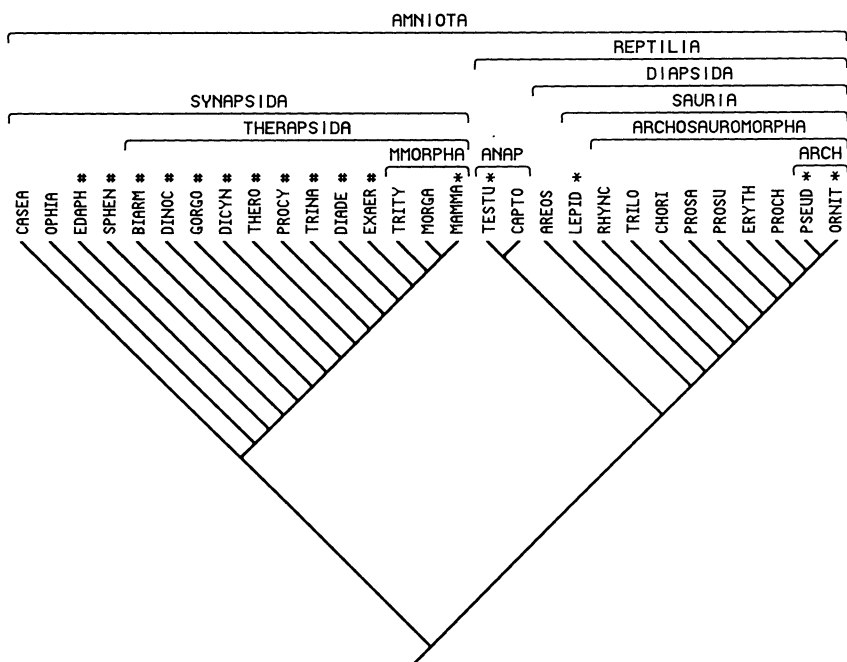 AMNIOTA
REPTILIA
DIAPSIDA
SYNAPSIDA SAURIA
THERAPSIDA ARCHOSAUROMORPHA
MMORPHA ANAP ARCH
CASEA
OPHIA
EDAPH #
SPHEN #
BIARM #
DINOC #
GORGO #
DICYN #
THERO #
PROCY #
TRINA #
DIADE #
EXAER #
TRITY
MORGA
MAMMA *
TESTU *
CAPTO
AREOS
LEPID *
RHYNC
TRILO
CHORI
PROSA
PROSU
ERYTH
PROCH
PSEUD *
ORNIT *